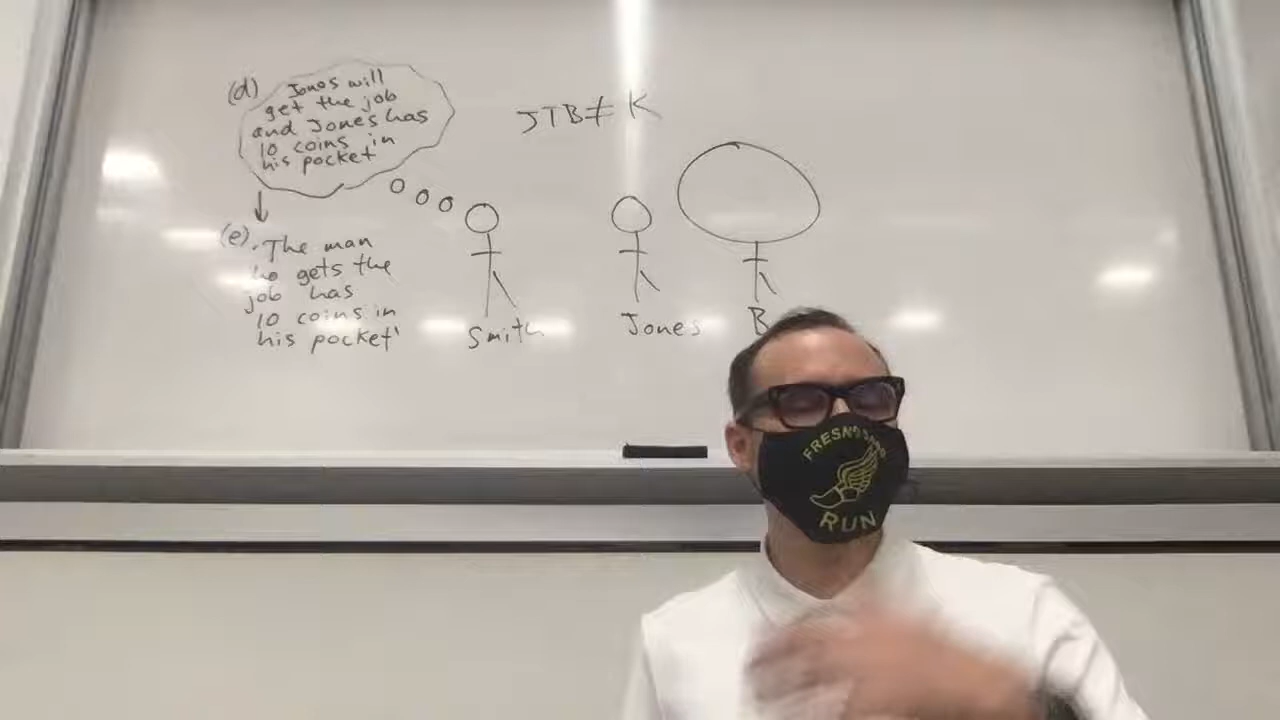 (d) Jones will
get the job
and Jones has
10 coins in
his pocket
JTB ≠ K
(e). The man
gets the
job has
10 coins in
his pocket'
Smith
Jones
B
FRESNO
RUN